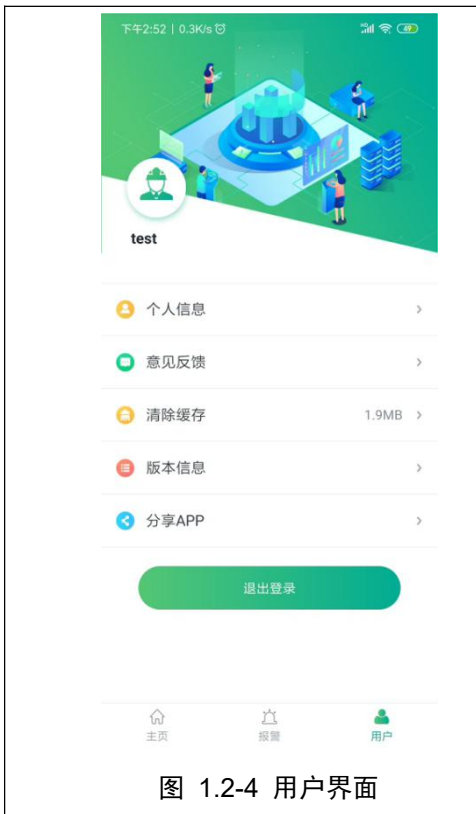 下午2:52 | 0.3K/s
49
test
个人信息
意见反馈
清除缓存 1.9MB
版本信息
分享APP
退出登录
主页 报警 用户
图 1.2-4 用户界面